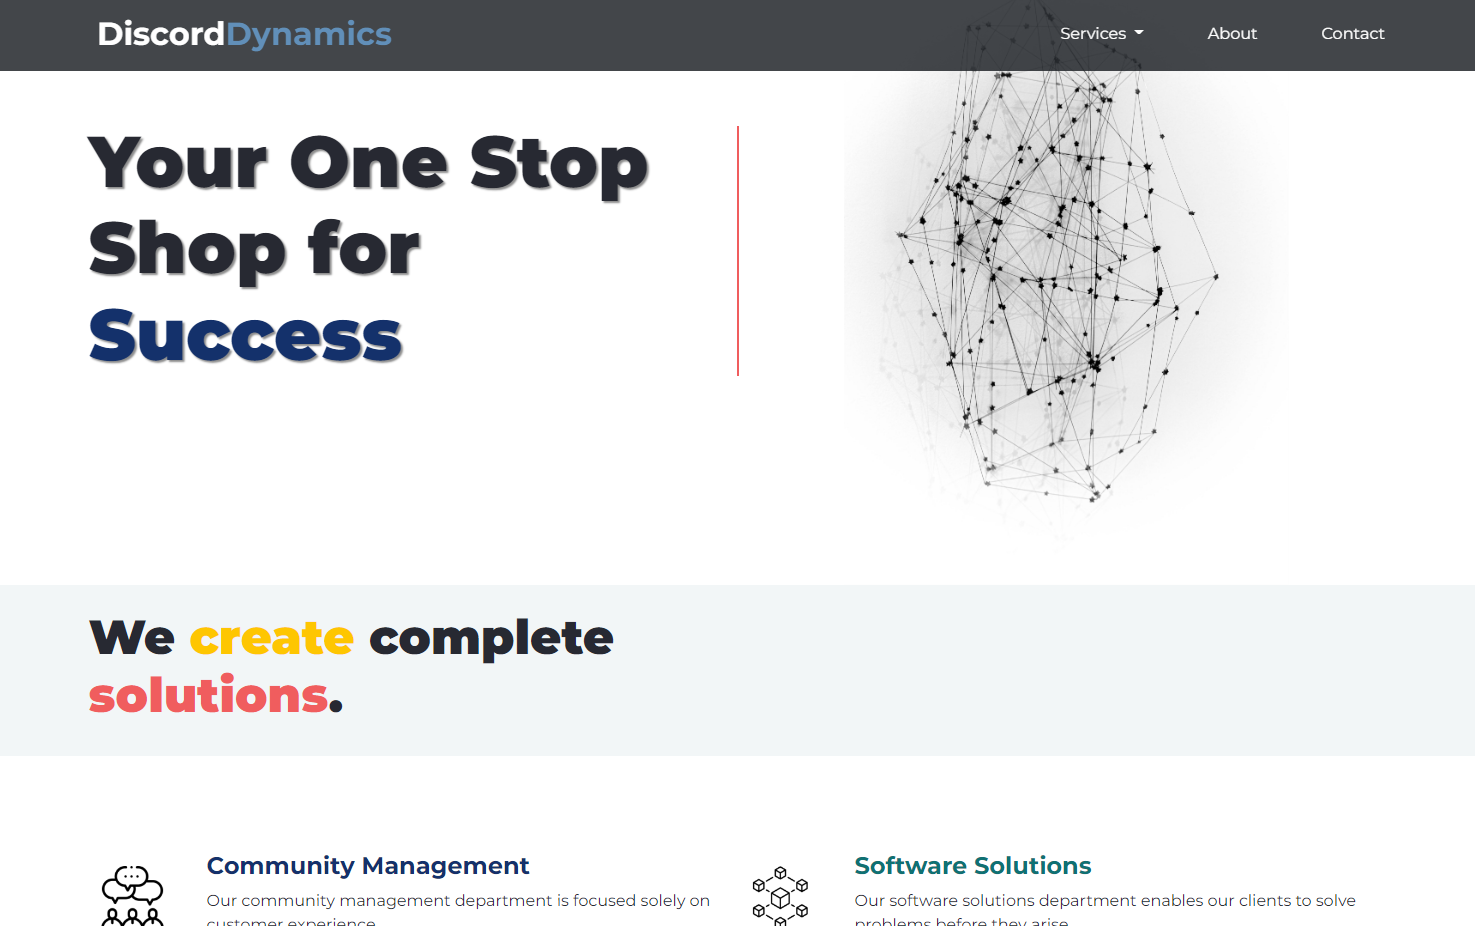 DiscordDynamics
Services About Contact
Your One Stop
Shop for
Success
We create complete
solutions.
Community Management
Our community management department is focused solely on
customer experience.
Software Solutions
Our software solutions department enables our clients to solve
problems before they arise.